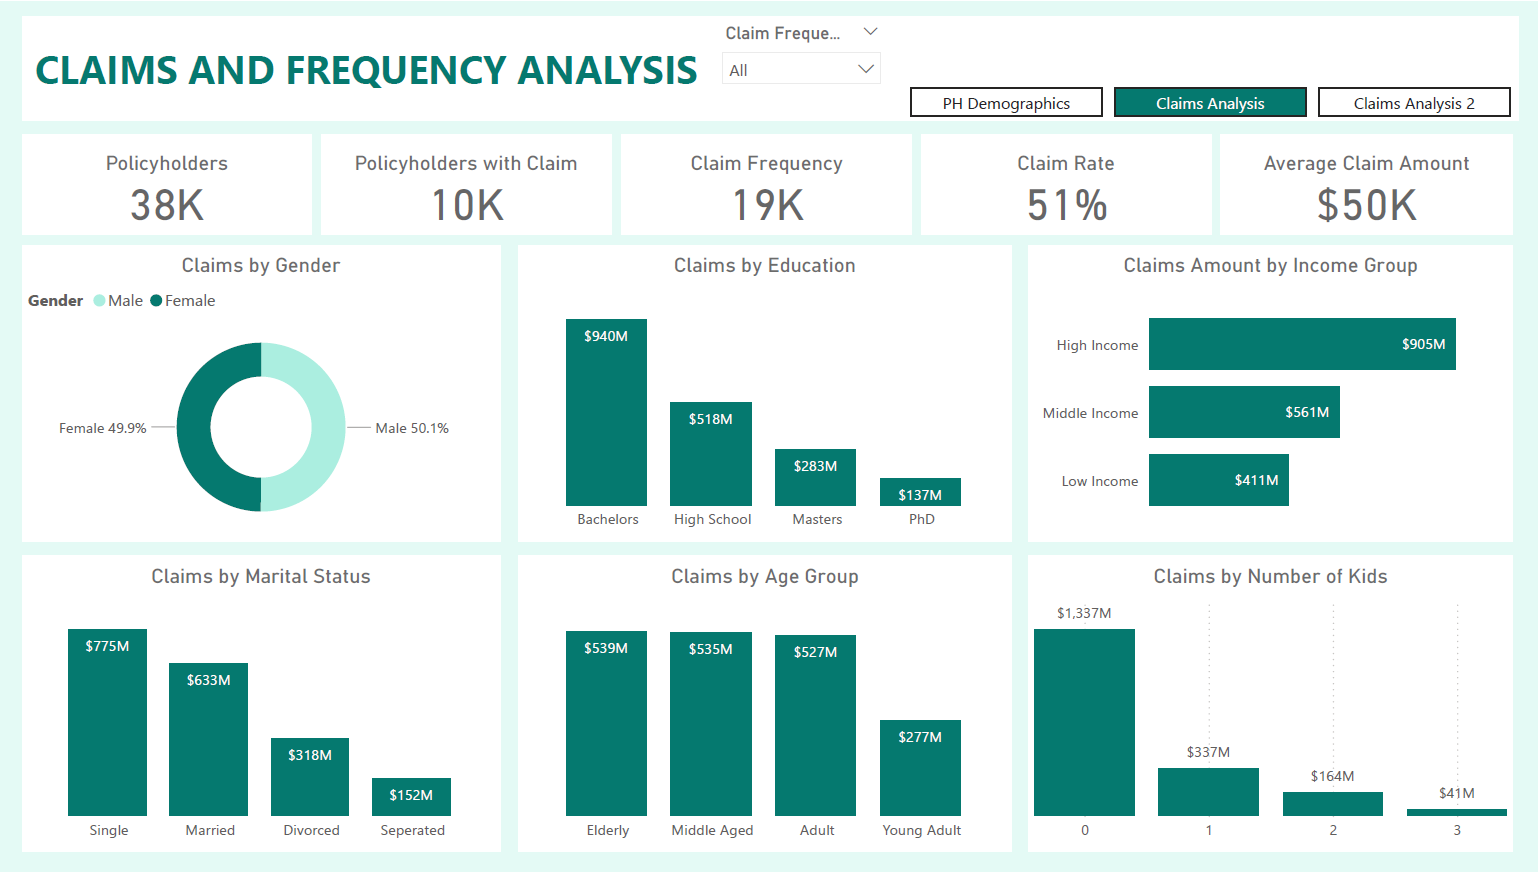 Claim Freque...
CLAIMS AND FREQUENCY ANALYSIS
All
PH Demographics
Claims Analysis
Claims Analysis 2
Policyholders
38K
Policyholders with Claim
10K
Claim Frequency
19K
Claim Rate
51%
Average Claim Amount
$50K
Claims by Gender
Gender Male Female
Female 49.9%
Male 50.1%
Claims by Education
$940M
$518M
$283M
$137M
Bachelors
High School
Masters
PhD
Claims Amount by Income Group
High Income
$905M
Middle Income
$561M
Low Income
$411M
Claims by Marital Status
$775M
$633M
$318M
$152M
Single
Married
Divorced
Seperated
Claims by Age Group
$539M
$535M
$527M
$277M
Elderly
Middle Aged
Adult
Young Adult
Claims by Number of Kids
$1,337M
$337M
$164M
$41M
0
1
2
3